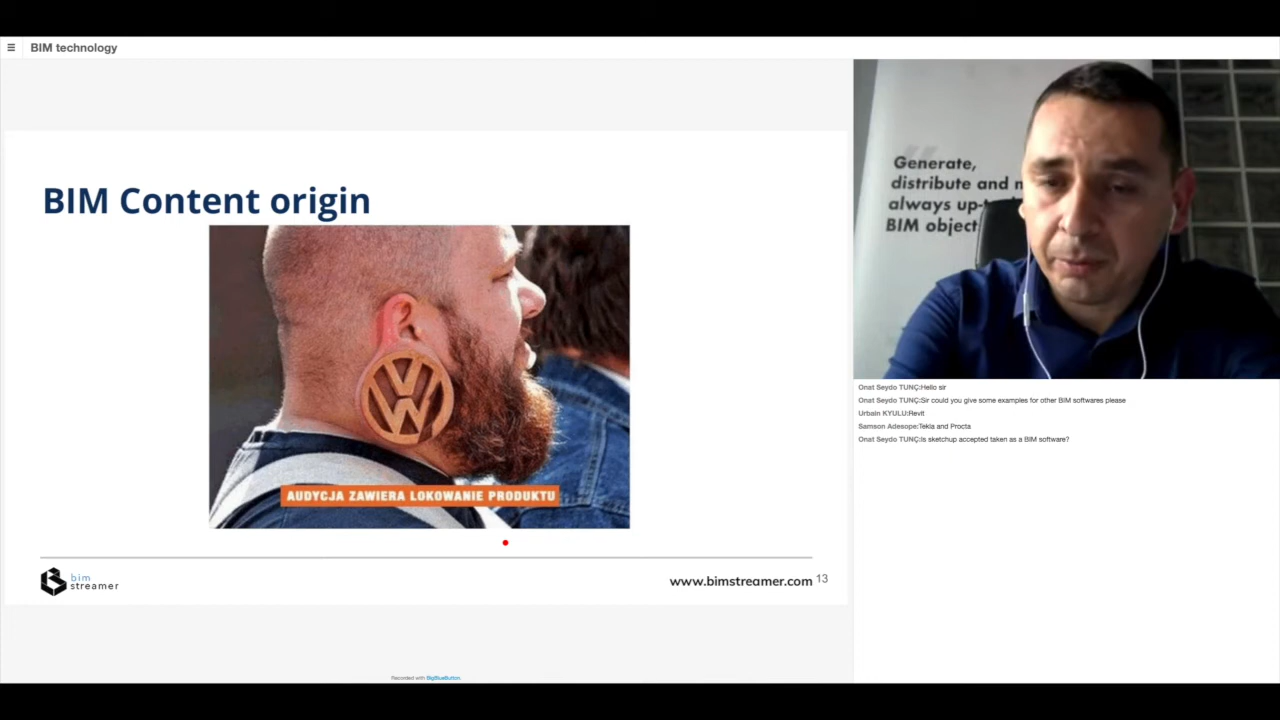 ☰ BIM technology
BIM Content origin
VW
AUDYCJA ZAWIERA LOKOWANIE PRODUKTU
bim
streamer
www.bimstreamer.com 13
Recorded with BigBlueButton.
Generate,
distribute and
always up-
BIM object
Onat Seydo TUNÇ:Hello sir
Onat Seydo TUNÇ:Sir could you give some examples for other BIM softwares please
Urbain KYULU:Revit
Samson Adesope:Tekla and Procta
Onat Seydo TUNÇ:Is sketchup accepted taken as a BIM software?